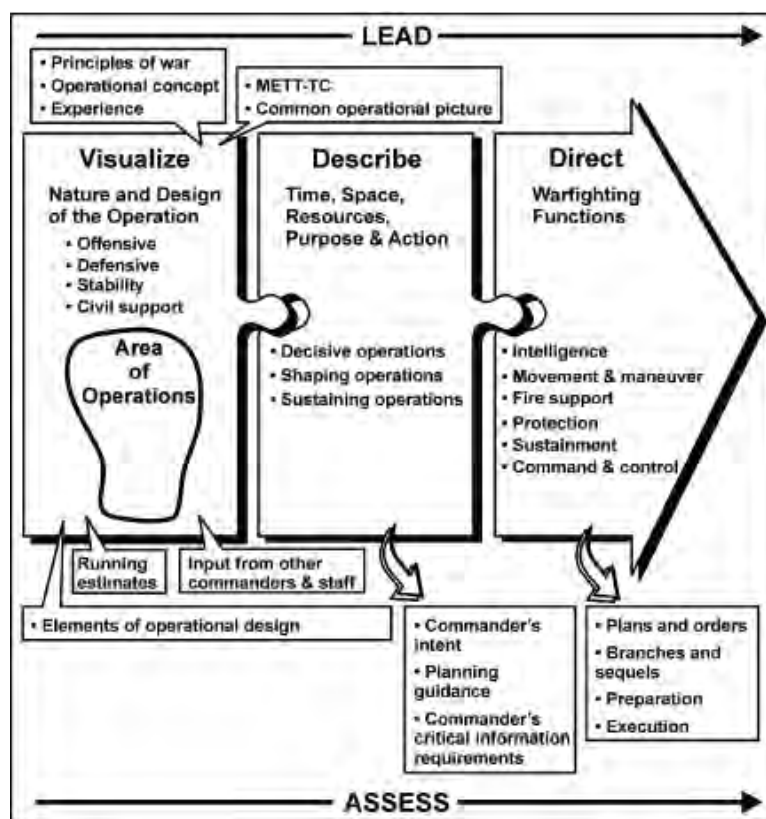 LEAD
• Principles of war
• Operational concept
• Experience
• METT-TC
• Common operational picture
Visualize
Nature and Design
of the Operation
• Offensive
• Defensive
• Stability
• Civil support
Area
of
Operations
Describe
Time, Space,
Resources,
Purpose & Action
• Decisive operations
• Shaping operations
• Sustaining operations
Direct
Warfighting
Functions
• Intelligence
• Movement & maneuver
• Fire support
• Protection
• Sustainment
• Command & control
Running
estimates
Input from other
commanders & staff
• Elements of operational design
• Commander's
intent
• Planning
guidance
• Commander's
critical information
requirements
• Plans and orders
• Branches and
sequels
• Preparation
• Execution
ASSESS